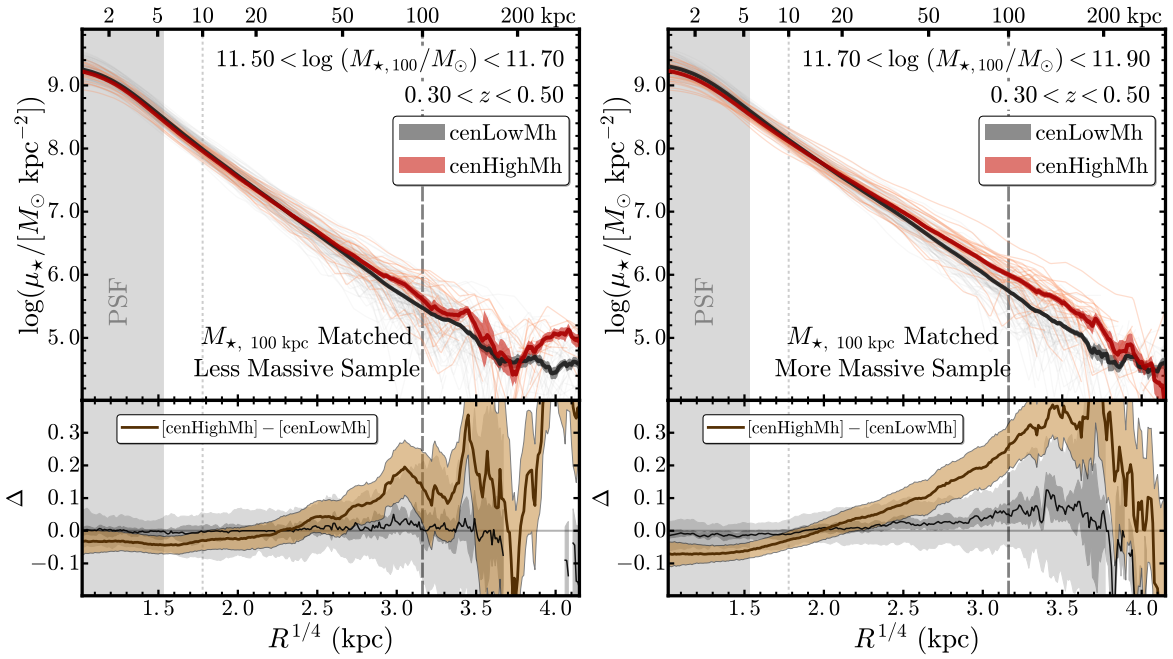 2 5 10 20 50 100 200 kpc
11.50 < log (M⋆,100/M⊙) < 11.70
0.30 < z < 0.50
cenLowMh
cenHighMh
9.0
8.0
7.0
6.0
5.0
log(μ⋆/[M⊙ kpc⁻²])
PSF
M⋆, 100 kpc Matched
Less Massive Sample
[cenHighMh] − [cenLowMh]
0.3
0.2
0.1
0.0
−0.1
Δ
1.5 2.0 2.5 3.0 3.5 4.0
R^1/4 (kpc)
2 5 10 20 50 100 200 kpc
11.70 < log (M⋆,100/M⊙) < 11.90
0.30 < z < 0.50
cenLowMh
cenHighMh
9.0
8.0
7.0
6.0
5.0
log(μ⋆/[M⊙ kpc⁻²])
PSF
M⋆, 100 kpc Matched
More Massive Sample
[cenHighMh] − [cenLowMh]
0.3
0.2
0.1
0.0
−0.1
Δ
1.5 2.0 2.5 3.0 3.5 4.0
R^1/4 (kpc)